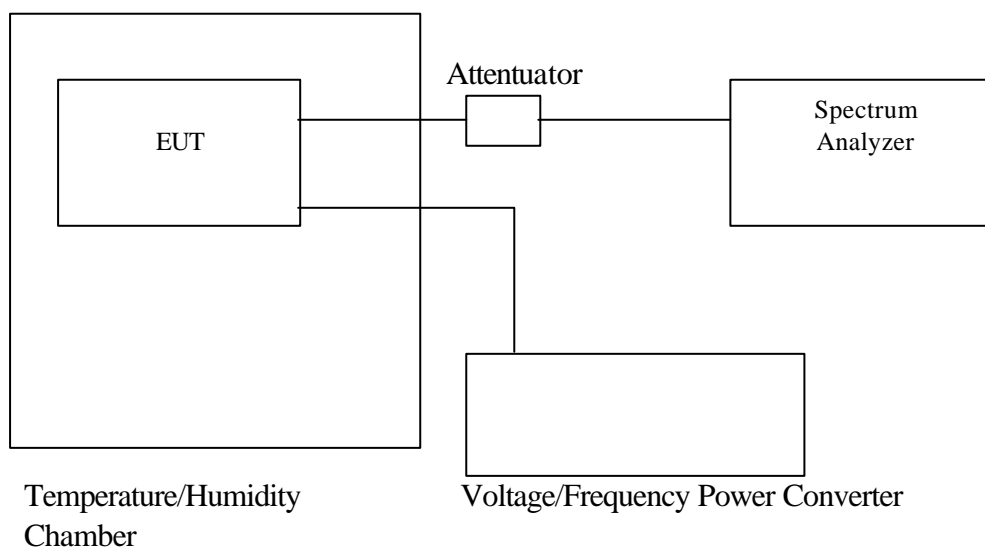 Attentuator
Spectrum
Analyzer
EUT
Temperature/Humidity
Chamber
Voltage/Frequency Power Converter